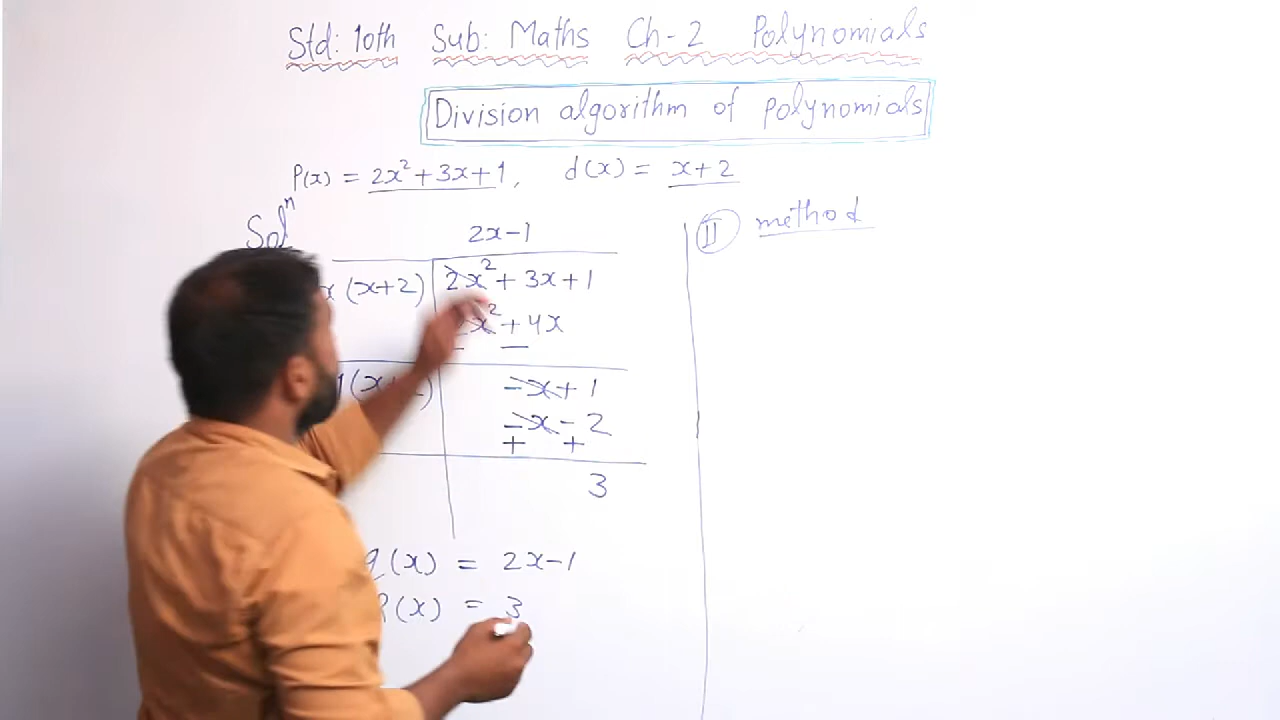 Std: 10th Sub: Maths Ch-2 Polynomials
Division algorithm of polynomials
P(x) = 2x² + 3x + 1, d(x) = x + 2
Solⁿ
2x - 1
(x+2) 2x² + 3x + 1
x² + 4x
-x + 1
-x - 2
+ +
3
q(x) = 2x - 1
(x) = 3
II method